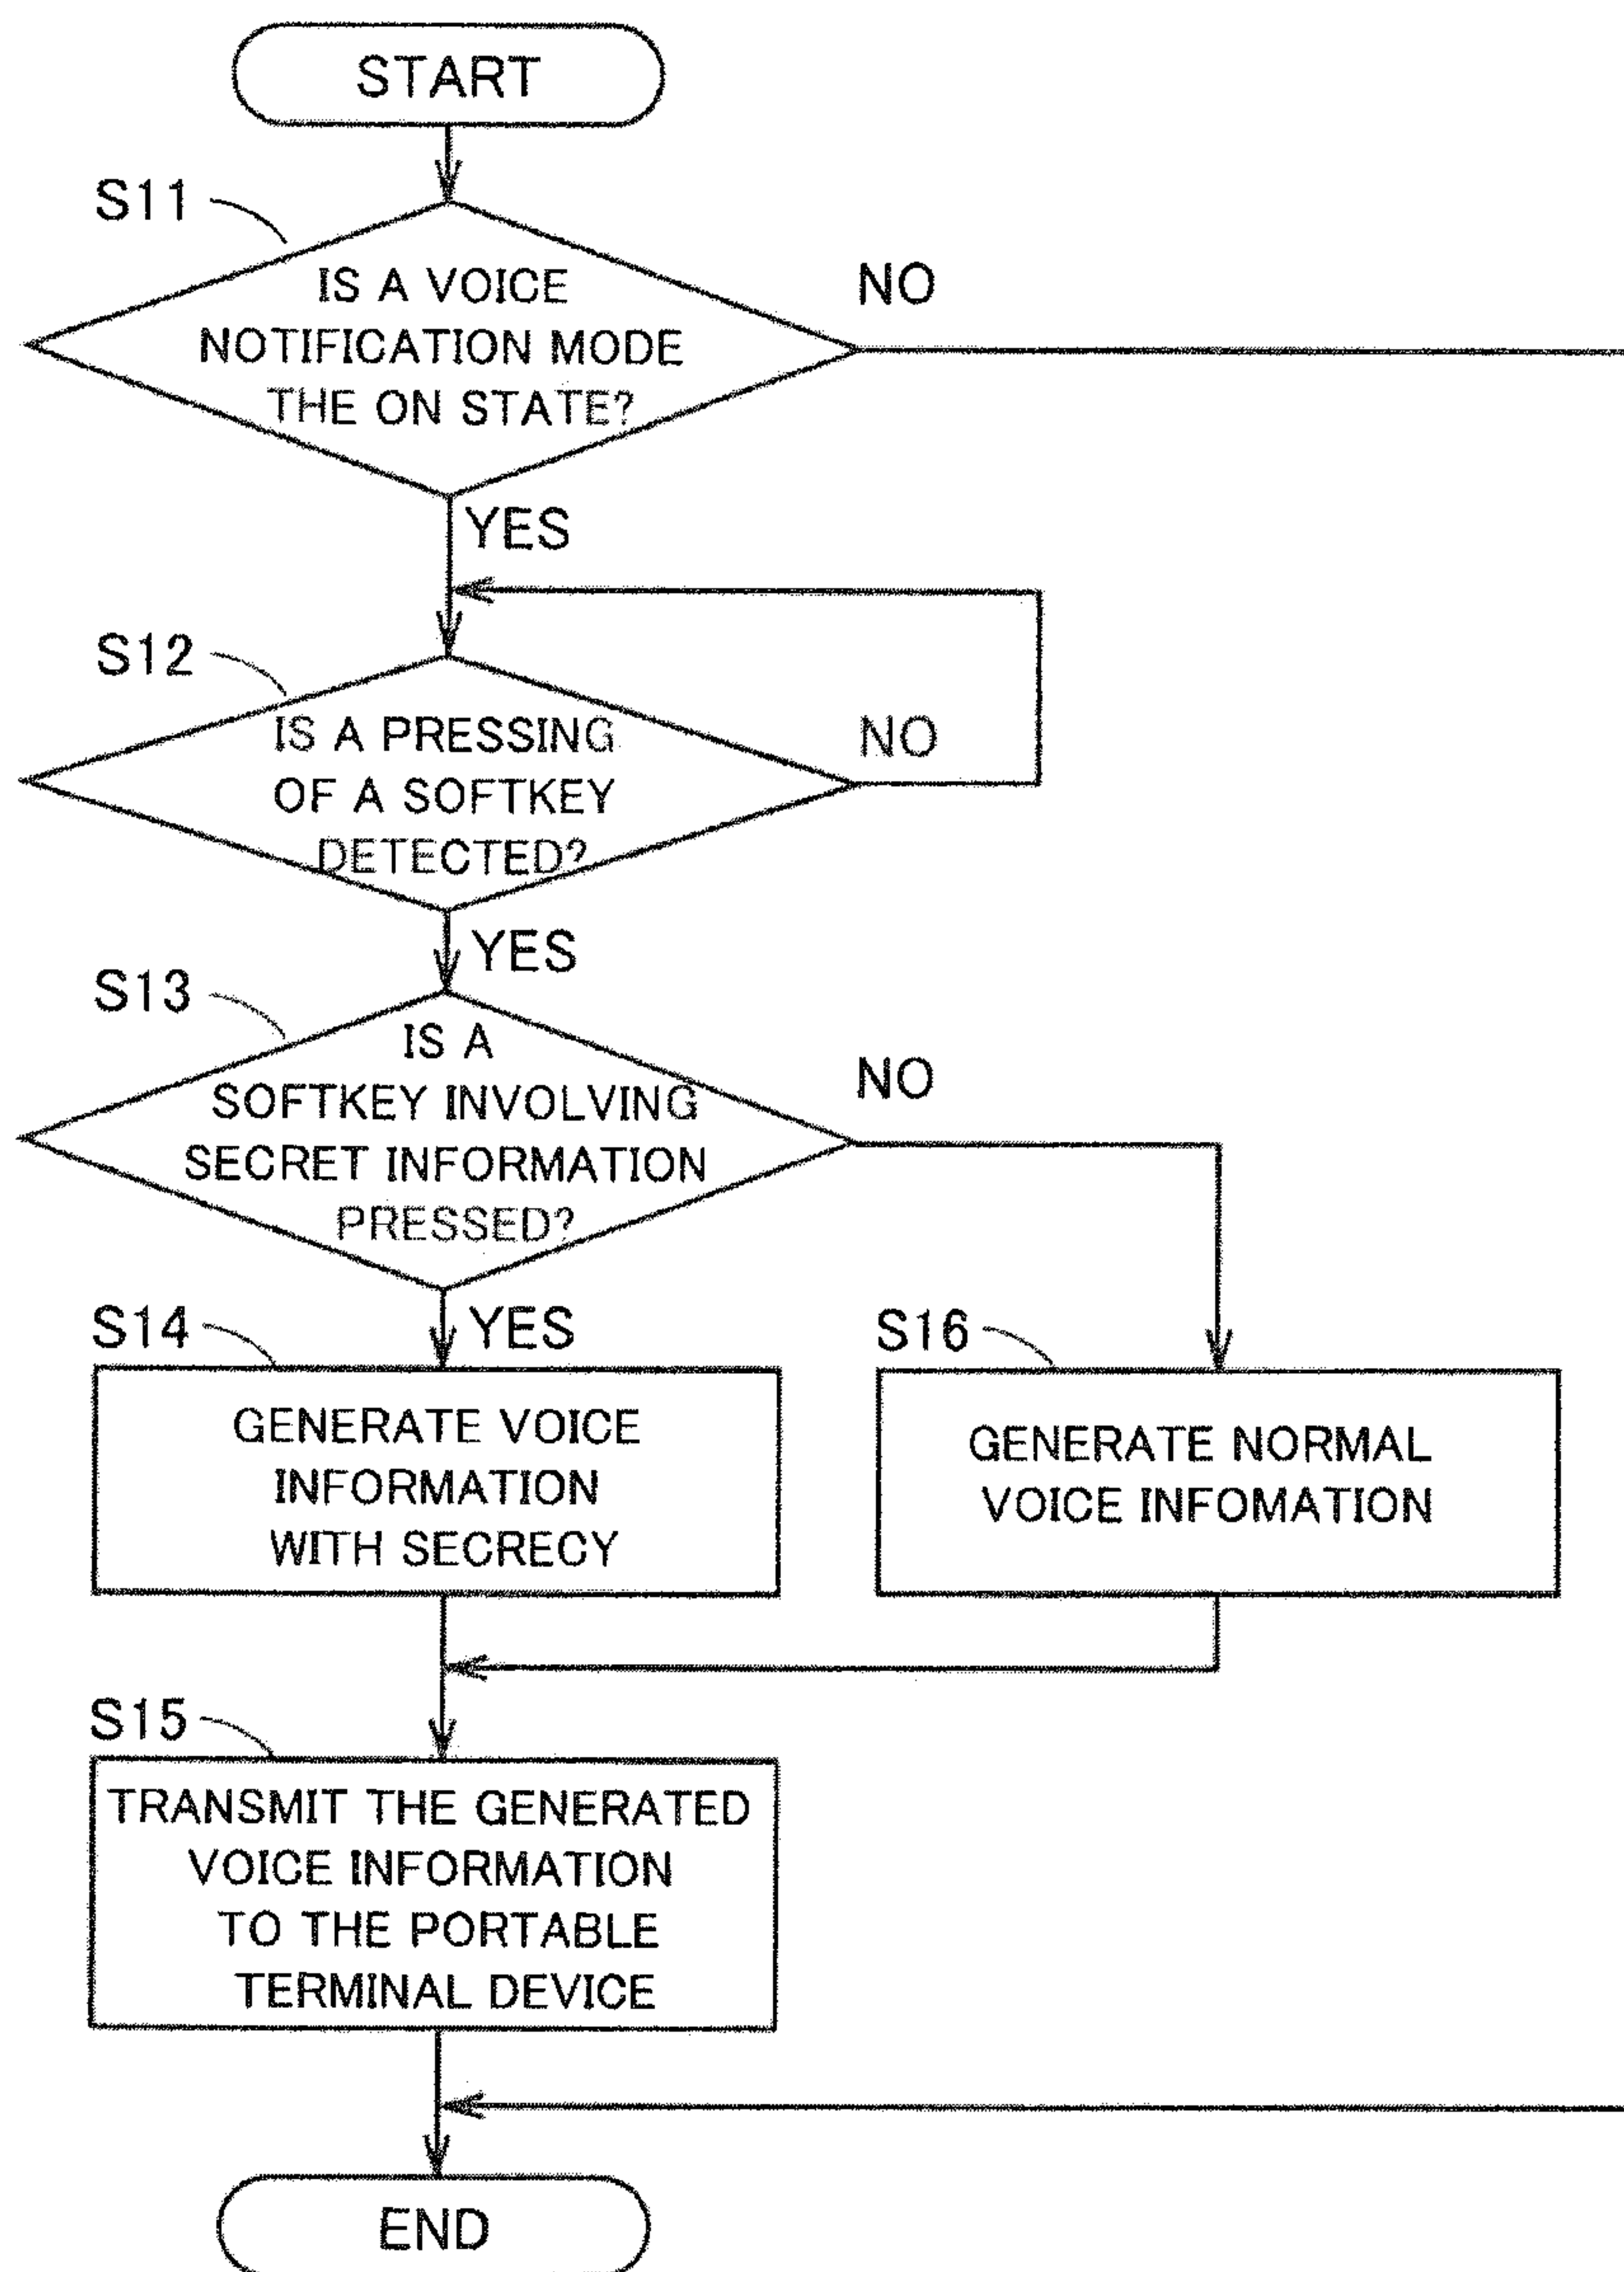 START
S11
IS A VOICE
NOTIFICATION MODE
THE ON STATE?
NO
YES
S12
IS A PRESSING
OF A SOFTKEY
DETECTED?
NO
YES
S13
IS A
SOFTKEY INVOLVING
SECRET INFORMATION
PRESSED?
NO
YES
S14
GENERATE VOICE
INFORMATION
WITH SECRECY
S16
GENERATE NORMAL
VOICE INFOMATION
S15
TRANSMIT THE GENERATED
VOICE INFORMATION
TO THE PORTABLE
TERMINAL DEVICE
END